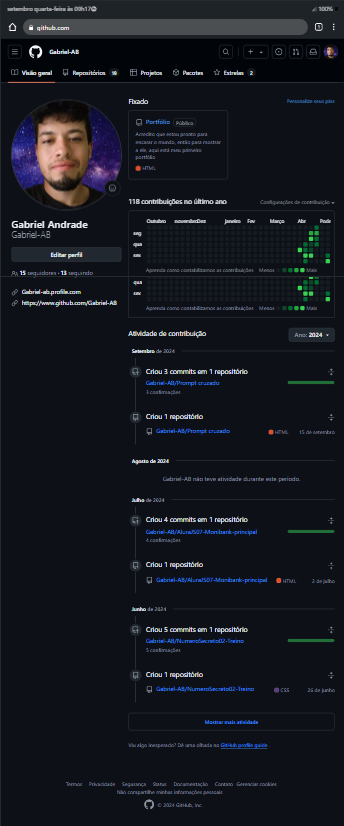 setembro quarta-feira às 09h17
100%
github.com
Gabriel-AB
Visão geral
Repositórios 18
Projetos
Pacotes
Estrelas 2
Fixado
Personalize seus pins
Portfólio Público
Acredito que estou pronto para
encarar o mundo, então para mostrar
a ele, aqui está meu primeiro
portfólio
HTML
118 contribuições no último ano
Configurações de contribuição
Outubro novembroDez Janeiro Fev Março Abr
seg
qua
sex
Aprenda como contabilizamos as contribuições Menos Mais
qua
sex
Aprenda como contabilizamos as contribuições Menos Mais
Gabriel Andrade
Gabriel-AB
Editar perfil
15 seguidores · 13 seguindo
Gabriel-ab.profile.com
https://www.github.com/Gabriel-AB
Atividade de contribuição
Ano: 2024
Setembro de 2024
Criou 3 commits em 1 repositório
Gabriel-AB/Prompt cruzado
3 confirmações
Criou 1 repositório
Gabriel-AB/Prompt cruzado
HTML
15 de setembro
Agosto de 2024
Gabriel-AB não teve atividade durante este período.
Julho de 2024
Criou 4 commits em 1 repositório
Gabriel-AB/AluraJS07-Monibank-principal
4 confirmações
Criou 1 repositório
Gabriel-AB/AluraJS07-Monibank-principal
HTML
2 de julho
Junho de 2024
Criou 5 commits em 1 repositório
Gabriel-AB/NumeroSecreto02-Treino
5 confirmações
Criou 1 repositório
Gabriel-AB/NumeroSecreto02-Treino
CSS
26 de junho
Mostrar mais atividade
Viu algo inesperado? Dê uma olhada no GitHub profile guide.
Termos Privacidade Segurança Status Documentação Contato Gerenciar cookies
Não compartilhe minhas informações pessoais
© 2024 GitHub, Inc.